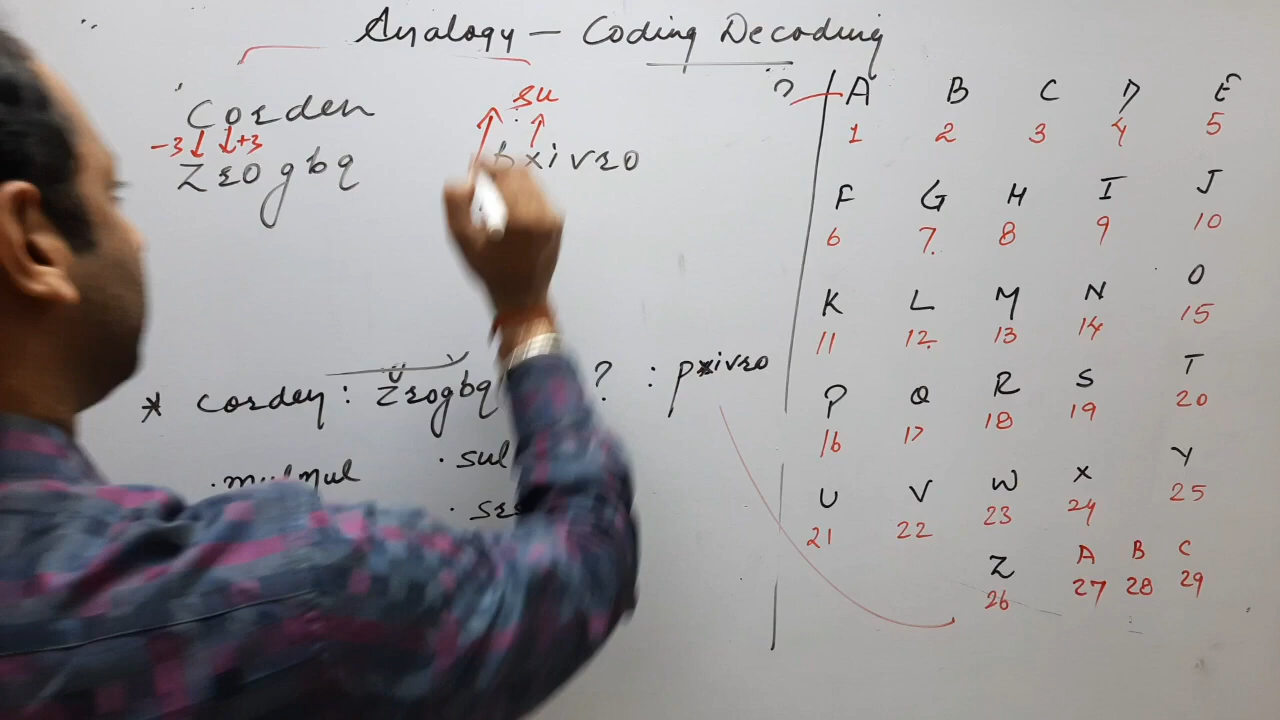 Analogy – Coding Decoding
Corden
-3 +3
zrogbq
su
pxivro
* corden : zrogbq ? : pxivro
. mulmul . sul
? A B C D E
1 2 3 4 5
F G H I J
6 7 8 9 10
K L M N O
11 12 13 14 15
P Q R S T
16 17 18 19 20
U V W X Y
21 22 23 24 25
Z A B C
26 27 28 29